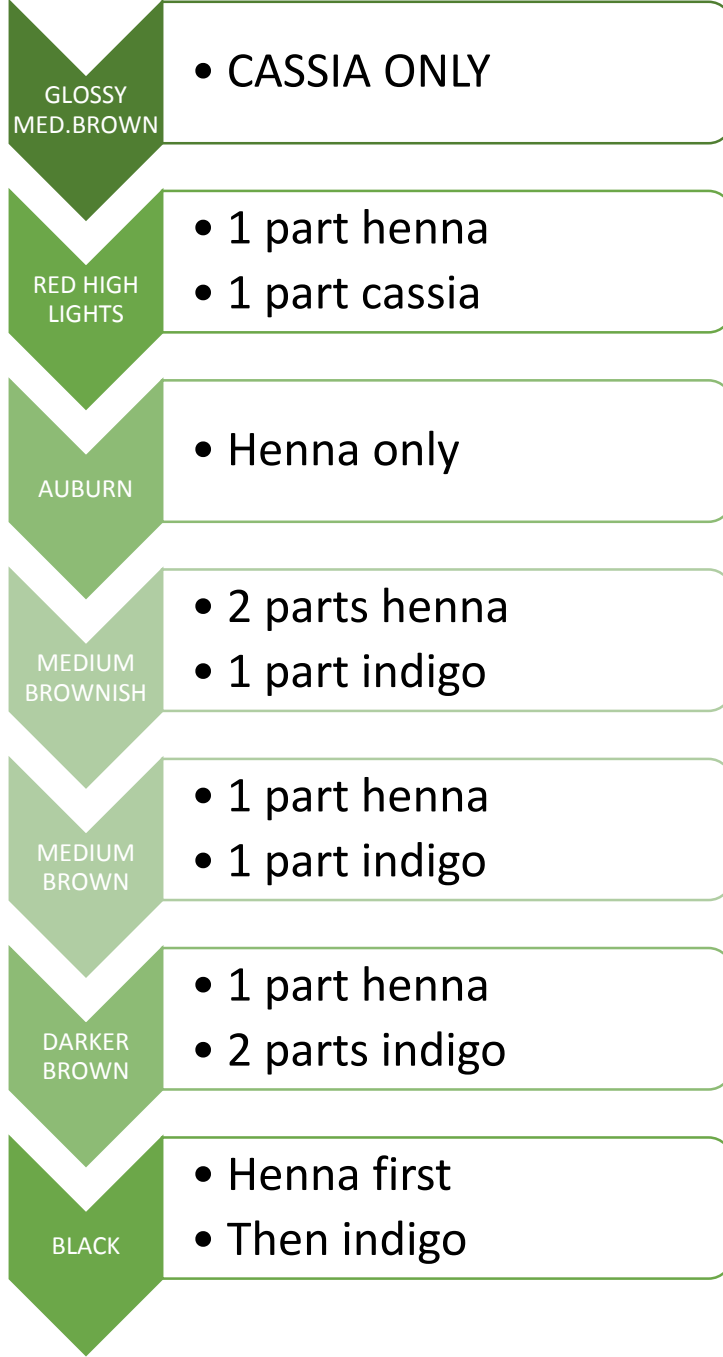 GLOSSY
MED.BROWN
• CASSIA ONLY
RED HIGH
LIGHTS
• 1 part henna
• 1 part cassia
AUBURN
• Henna only
MEDIUM
BROWNISH
• 2 parts henna
• 1 part indigo
MEDIUM
BROWN
• 1 part henna
• 1 part indigo
DARKER
BROWN
• 1 part henna
• 2 parts indigo
BLACK
• Henna first
• Then indigo